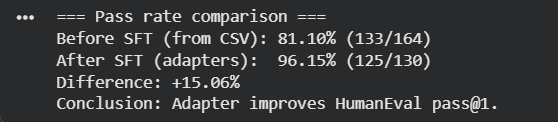 === Pass rate comparison ===
Before SFT (from CSV): 81.10% (133/164)
After SFT (adapters):  96.15% (125/130)
Difference: +15.06%
Conclusion: Adapter improves HumanEval pass@1.